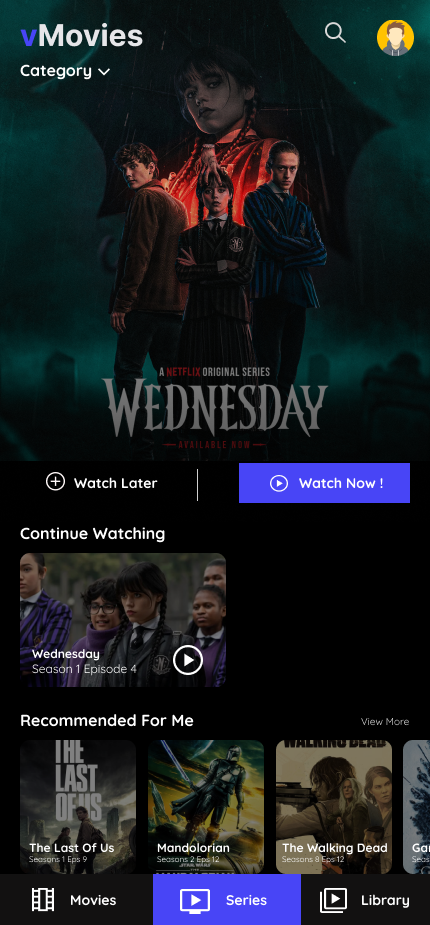 vMovies
Category
A NETFLIX ORIGINAL SERIES
WEDNESDAY
AVAILABLE NOW
Watch Later
Watch Now !
Continue Watching
Wednesday
Season 1 Episode 4
Recommended For Me
View More
THE
LAST
OF US
WALKING DEAD
The Last Of Us
Mandolorian
The Walking Dead
Seasons 1 Eps 9
Seasons 2 Eps 12
Seasons 8 Eps 12
STAR WARS
Movies
Series
Library